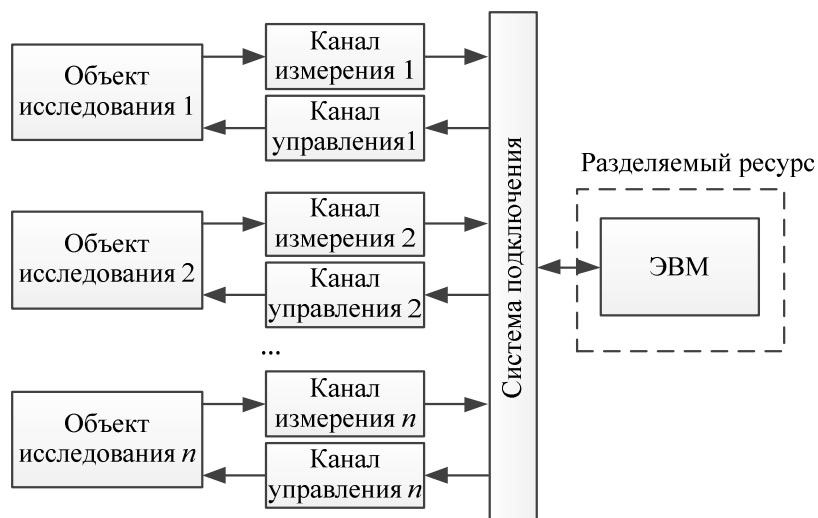 Объект
исследования 1
Канал
измерения 1
Канал
управления1
Объект
исследования 2
Канал
измерения 2
Канал
управления 2
...
Объект
исследования n
Канал
измерения n
Канал
управления n
Система подключения
Разделяемый ресурс
ЭВМ